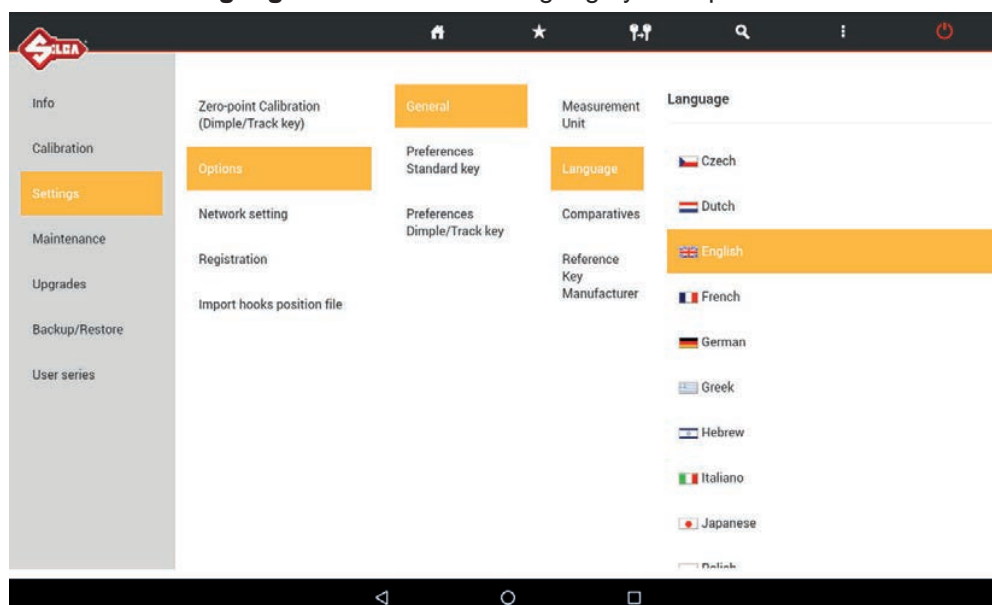 SILCA
Info
Calibration
Settings
Maintenance
Upgrades
Backup/Restore
User series
Zero-point Calibration
(Dimple/Track key)
Options
Network setting
Registration
Import hooks position file
General
Preferences
Standard key
Preferences
Dimple/Track key
Measurement
Unit
Language
Comparatives
Reference
Key
Manufacturer
Language
Czech
Dutch
English
French
German
Greek
Hebrew
Italiano
Japanese